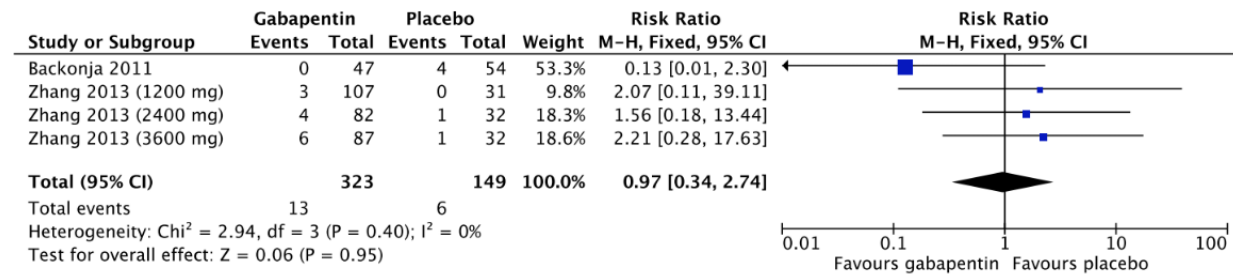 Gabapentin Placebo Risk Ratio Risk Ratio
Study or Subgroup Events Total Events Total Weight M-H, Fixed, 95% CI M-H, Fixed, 95% CI
Backonja 2011 0 47 4 54 53.3% 0.13 [0.01, 2.30]
Zhang 2013 (1200 mg) 3 107 0 31 9.8% 2.07 [0.11, 39.11]
Zhang 2013 (2400 mg) 4 82 1 32 18.3% 1.56 [0.18, 13.44]
Zhang 2013 (3600 mg) 6 87 1 32 18.6% 2.21 [0.28, 17.63]
Total (95% CI) 323 149 100.0% 0.97 [0.34, 2.74]
Total events 13 6
Heterogeneity: Chi² = 2.94, df = 3 (P = 0.40); I² = 0%
Test for overall effect: Z = 0.06 (P = 0.95)
0.01 0.1 1 10 100
Favours gabapentin Favours placebo